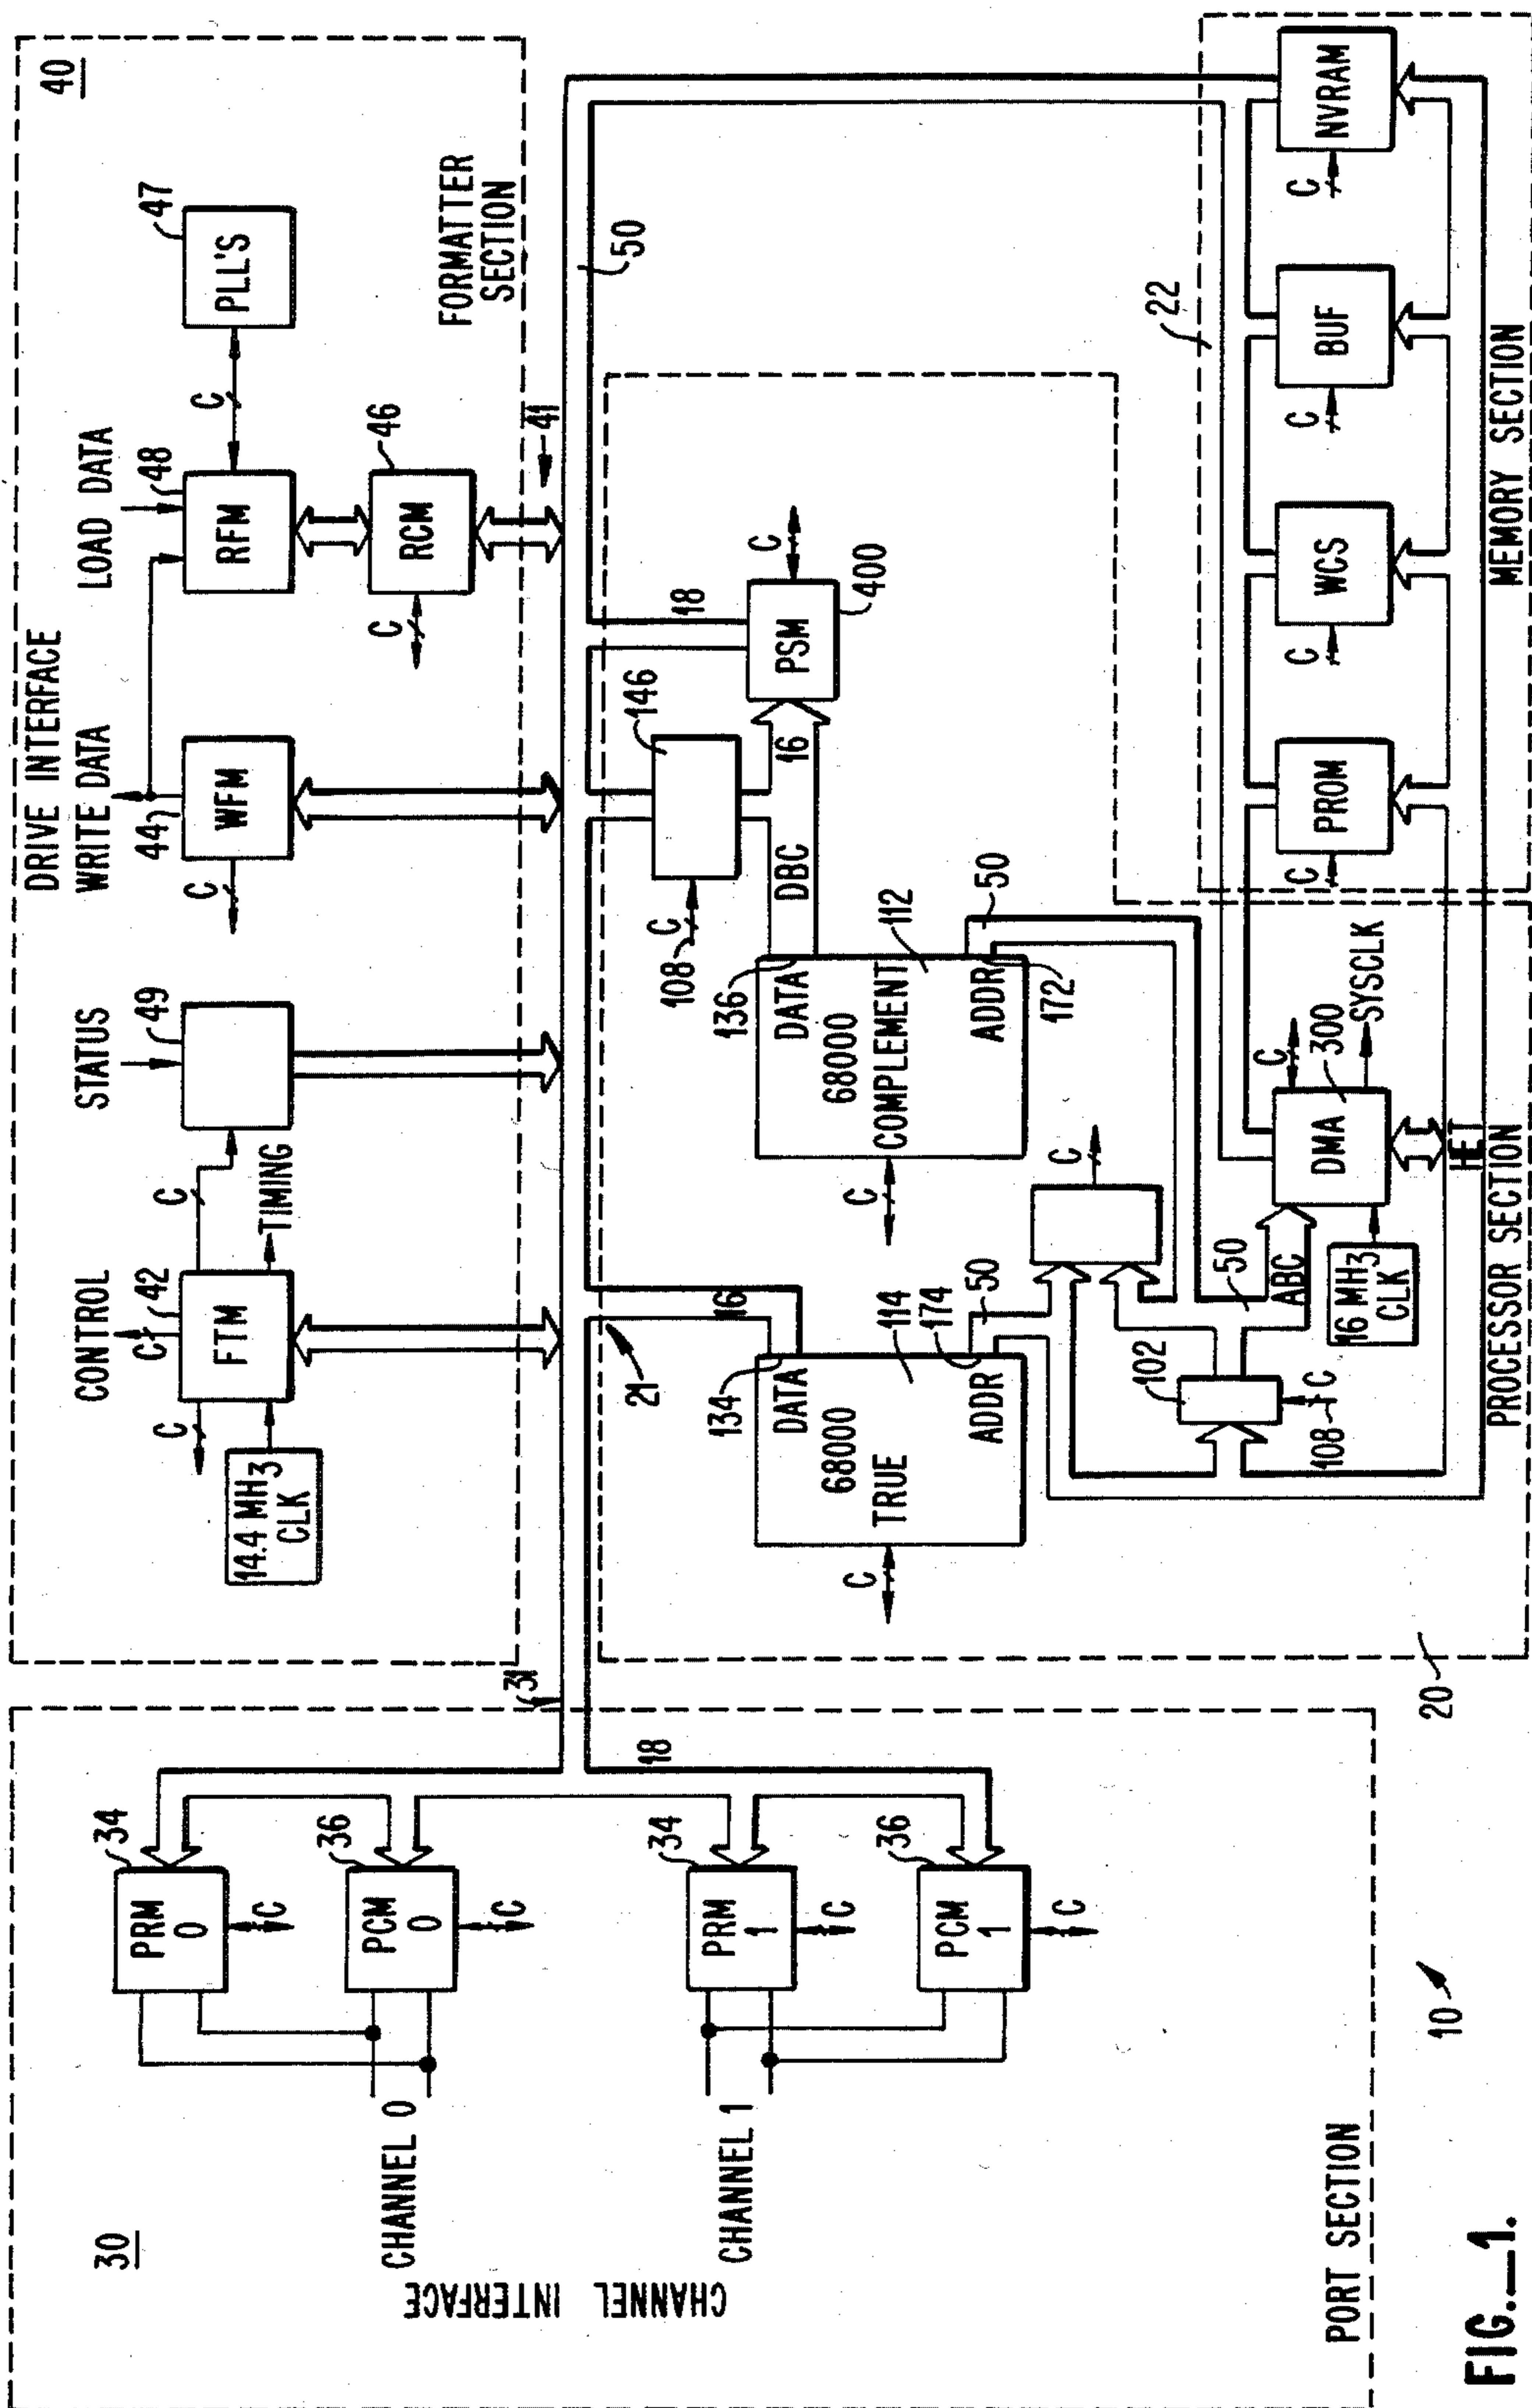 40
DRIVE INTERFACE
CONTROL
STATUS
WRITE DATA
LOAD DATA
C
42
49
44
48
47
C
FTM
C
TIMING
14.4 MHz
CLK
C
WFM
RFM
C
PLL'S
46
RCM
C
FORMATTER
SECTION
41
31
50
30
CHANNEL INTERFACE
34
PRM
0
C
36
PCM
0
C
CHANNEL 0
34
PRM
1
C
36
PCM
1
C
CHANNEL 1
18
PORT SECTION
21
16
134
DATA
68000
TRUE
114
C
ADDR
174
50
108
C
146
18
136
DATA
DBC
16
PSM
C
400
68000
COMPLEMENT
112
C
ADDR
172
50
C
102
108
C
50
ABC
16 MHz
CLK
DMA
300
C
SYSCLK
PROCESSOR SECTION
20
22
PROM
C
WCS
C
BUF
C
NVRAM
C
MEMORY SECTION
10
FIG.—1.